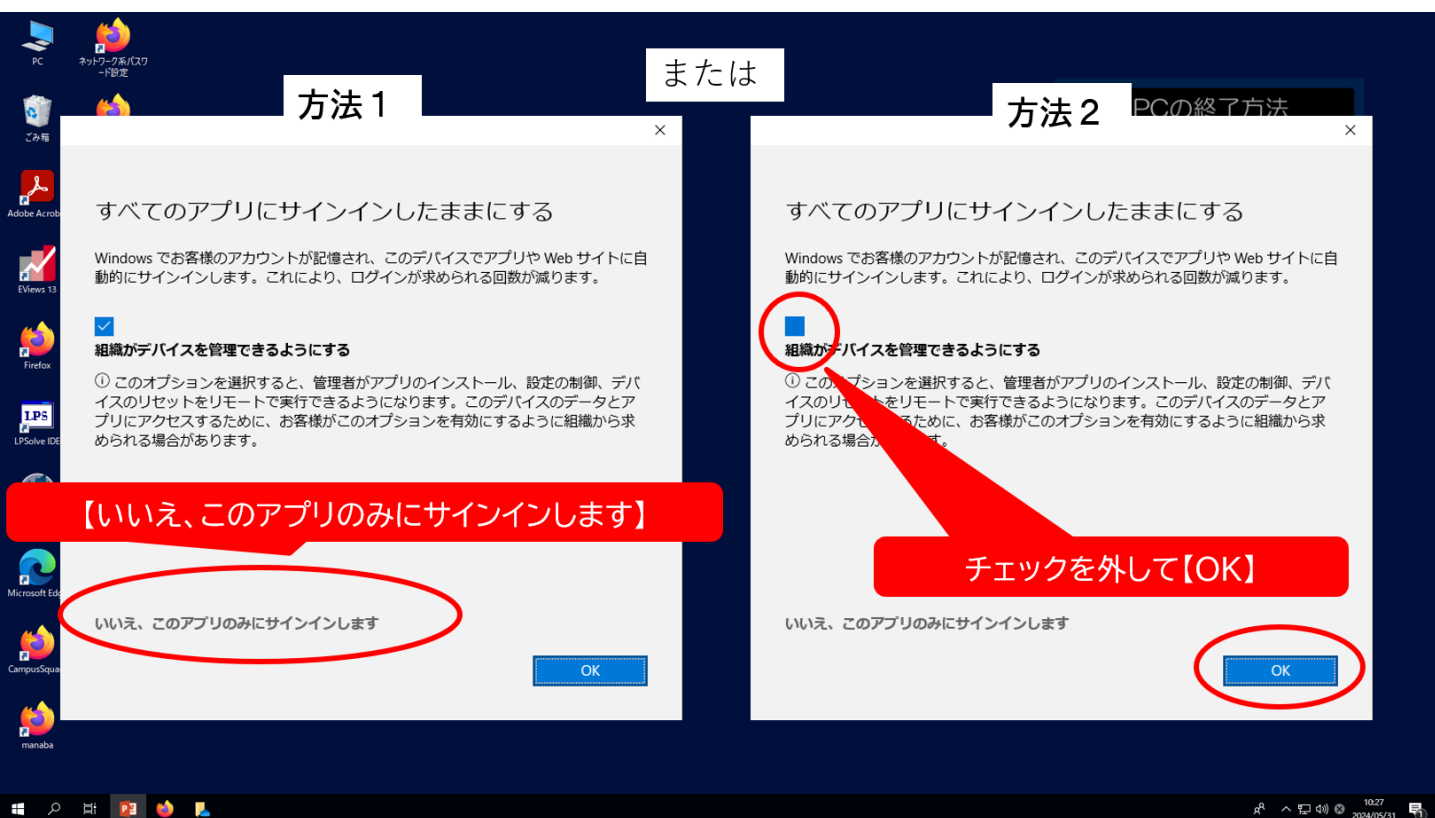 PC
ネットワーク系パスワ
ード設定
または
方法１
方法２
PCの終了方法
ごみ箱
すべてのアプリにサインインしたままにする
Windows でお客様のアカウントが記憶され、このデバイスでアプリや Web サイトに自
動的にサインインします。これにより、ログインが求められる回数が減ります。
組織がデバイスを管理できるようにする
このオプションを選択すると、管理者がアプリのインストール、設定の制御、デバ
イスのリセットをリモートで実行できるようになります。このデバイスのデータとア
プリにアクセスするために、お客様がこのオプションを有効にするように組織から求
められる場合があります。
【いいえ、このアプリのみにサインインします】
いいえ、このアプリのみにサインインします
OK
すべてのアプリにサインインしたままにする
Windows でお客様のアカウントが記憶され、このデバイスでアプリや Web サイトに自
動的にサインインします。これにより、ログインが求められる回数が減ります。
組織がデバイスを管理できるようにする
このオプションを選択すると、管理者がアプリのインストール、設定の制御、デバ
イスのリセットをリモートで実行できるようになります。このデバイスのデータとア
プリにアクセスするために、お客様がこのオプションを有効にするように組織から求
められる場合があります。
チェックを外して【OK】
いいえ、このアプリのみにサインインします
OK
Adobe Acrob
EViews 13
Firefox
LPS
LPSolve IDE
Microsoft Edg
CampusSqua
manaba
10:27
2024/05/31